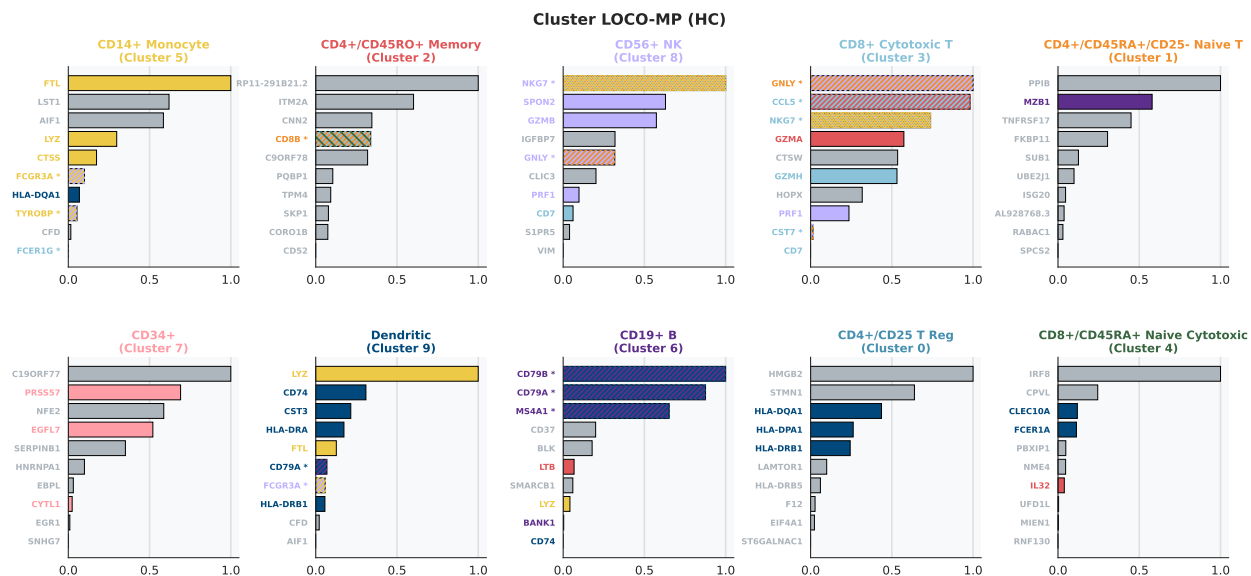 Cluster LOCO-MP (HC)
CD14+ Monocyte
(Cluster 5)
FTL
LST1
AIF1
LYZ
CTSS
FCGR3A *
HLA-DQA1
TYROBP *
CFD
FCER1G *
0.0 0.5 1.0
CD4+/CD45RO+ Memory
(Cluster 2)
RP11-291B21.2
ITM2A
CNN2
CD8B *
C9ORF78
PQBP1
TPM4
SKP1
CORO1B
CD52
0.0 0.5 1.0
CD56+ NK
(Cluster 8)
NKG7 *
SPON2
GZMB
IGFBP7
GNLY *
CLIC3
PRF1
CD7
S1PR5
VIM
0.0 0.5 1.0
CD8+ Cytotoxic T
(Cluster 3)
GNLY *
CCL5 *
NKG7 *
GZMA
CTSW
GZMH
HOPX
PRF1
CST7 *
CD7
0.0 0.5 1.0
CD4+/CD45RA+/CD25- Naive T
(Cluster 1)
PPIB
MZB1
TNFRSF17
FKBP11
SUB1
UBE2J1
ISG20
AL928768.3
RABAC1
SPCS2
0.0 0.5 1.0
CD34+
(Cluster 7)
C19ORF77
PRSS57
NFE2
EGFL7
SERPINB1
HNRNPA1
EBPL
CYTL1
EGR1
SNHG7
0.0 0.5 1.0
Dendritic
(Cluster 9)
LYZ
CD74
CST3
HLA-DRA
FTL
CD79A *
FCGR3A *
HLA-DRB1
CFD
AIF1
0.0 0.5 1.0
CD19+ B
(Cluster 6)
CD79B *
CD79A *
MS4A1 *
CD37
BLK
LTB
SMARCB1
LYZ
BANK1
CD74
0.0 0.5 1.0
CD4+/CD25 T Reg
(Cluster 0)
HMGB2
STMN1
HLA-DQA1
HLA-DPA1
HLA-DRB1
LAMTOR1
HLA-DRB5
F12
EIF4A1
ST6GALNAC1
0.0 0.5 1.0
CD8+/CD45RA+ Naive Cytotoxic
(Cluster 4)
IRF8
CPVL
CLEC10A
FCER1A
PBXIP1
NME4
IL32
UFD1L
MIEN1
RNF130
0.0 0.5 1.0